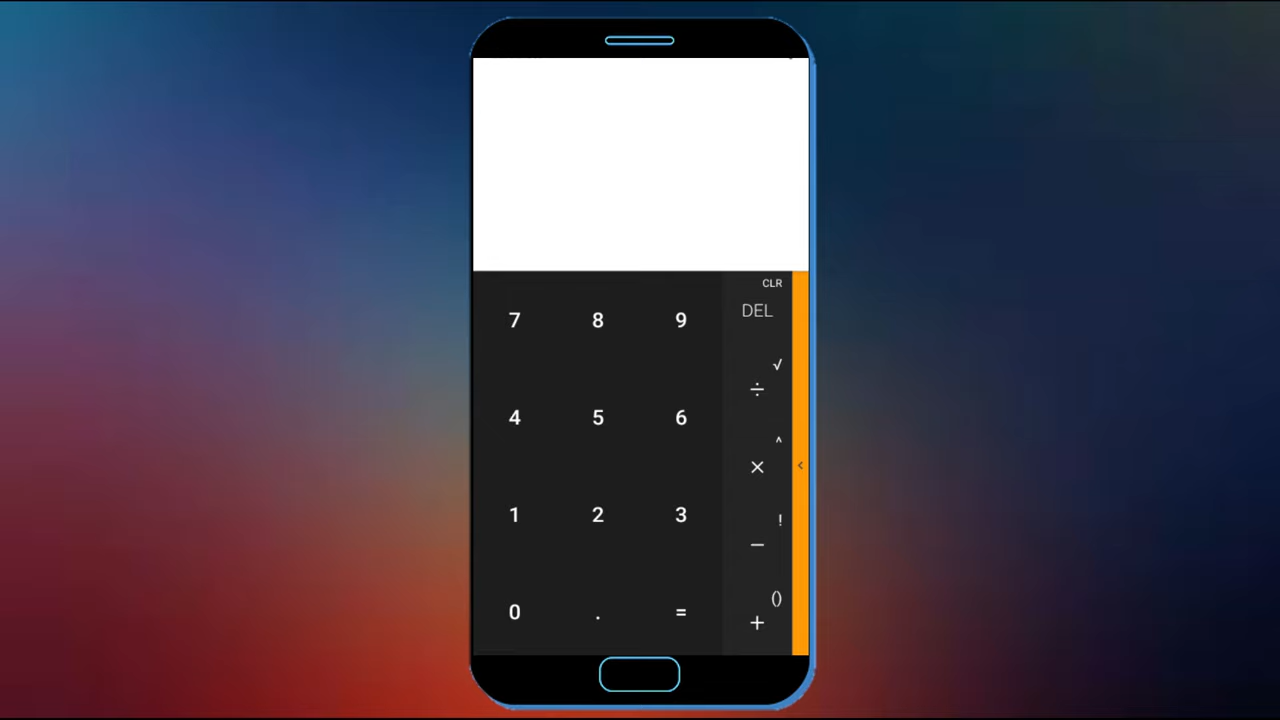 CLR
7 8 9 DEL
√
÷
4 5 6
^
×
<
1 2 3
!
−
()
0 . = +